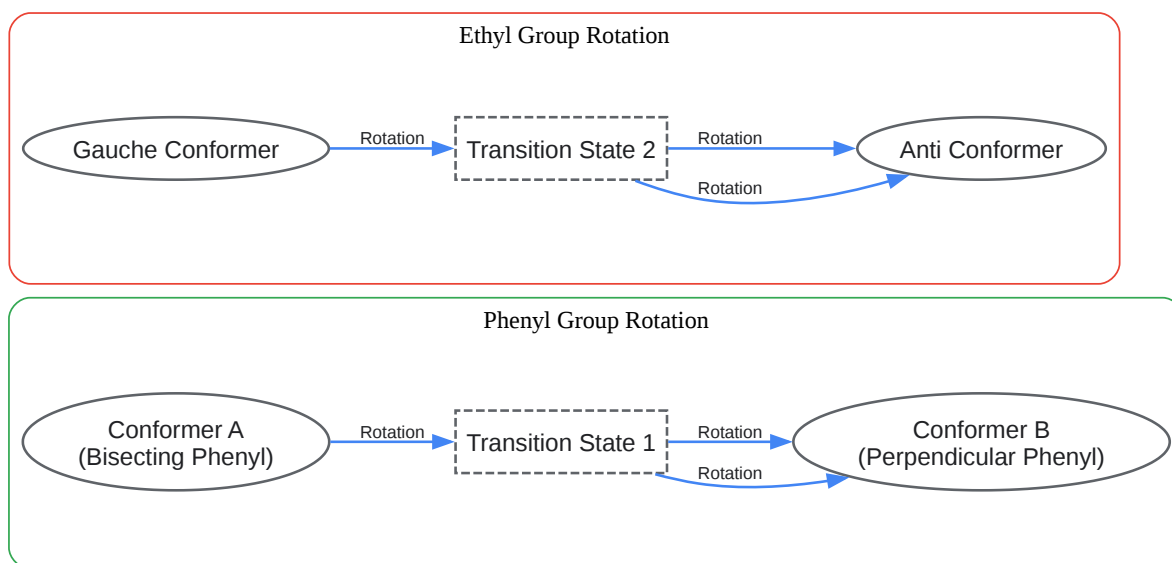 Ethyl Group Rotation
Gauche Conformer
Rotation
Transition State 2
Rotation
Rotation
Anti Conformer
Phenyl Group Rotation
Conformer A
(Bisecting Phenyl)
Rotation
Transition State 1
Rotation
Rotation
Conformer B
(Perpendicular Phenyl)